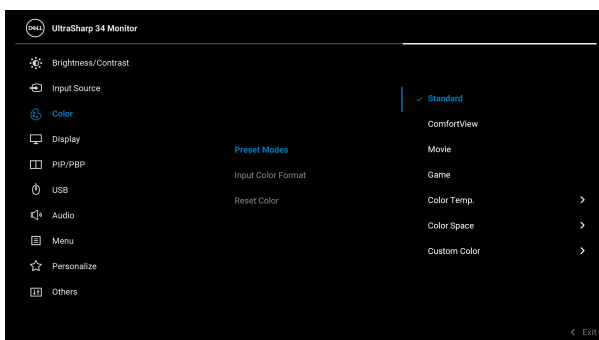 DELL UltraSharp 34 Monitor
Brightness/Contrast
Input Source
Color
Display
PIP/PBP
USB
Audio
Menu
Personalize
Others
Preset Modes
Input Color Format
Reset Color
Standard
ComfortView
Movie
Game
Color Temp.
Color Space
Custom Color
Exit